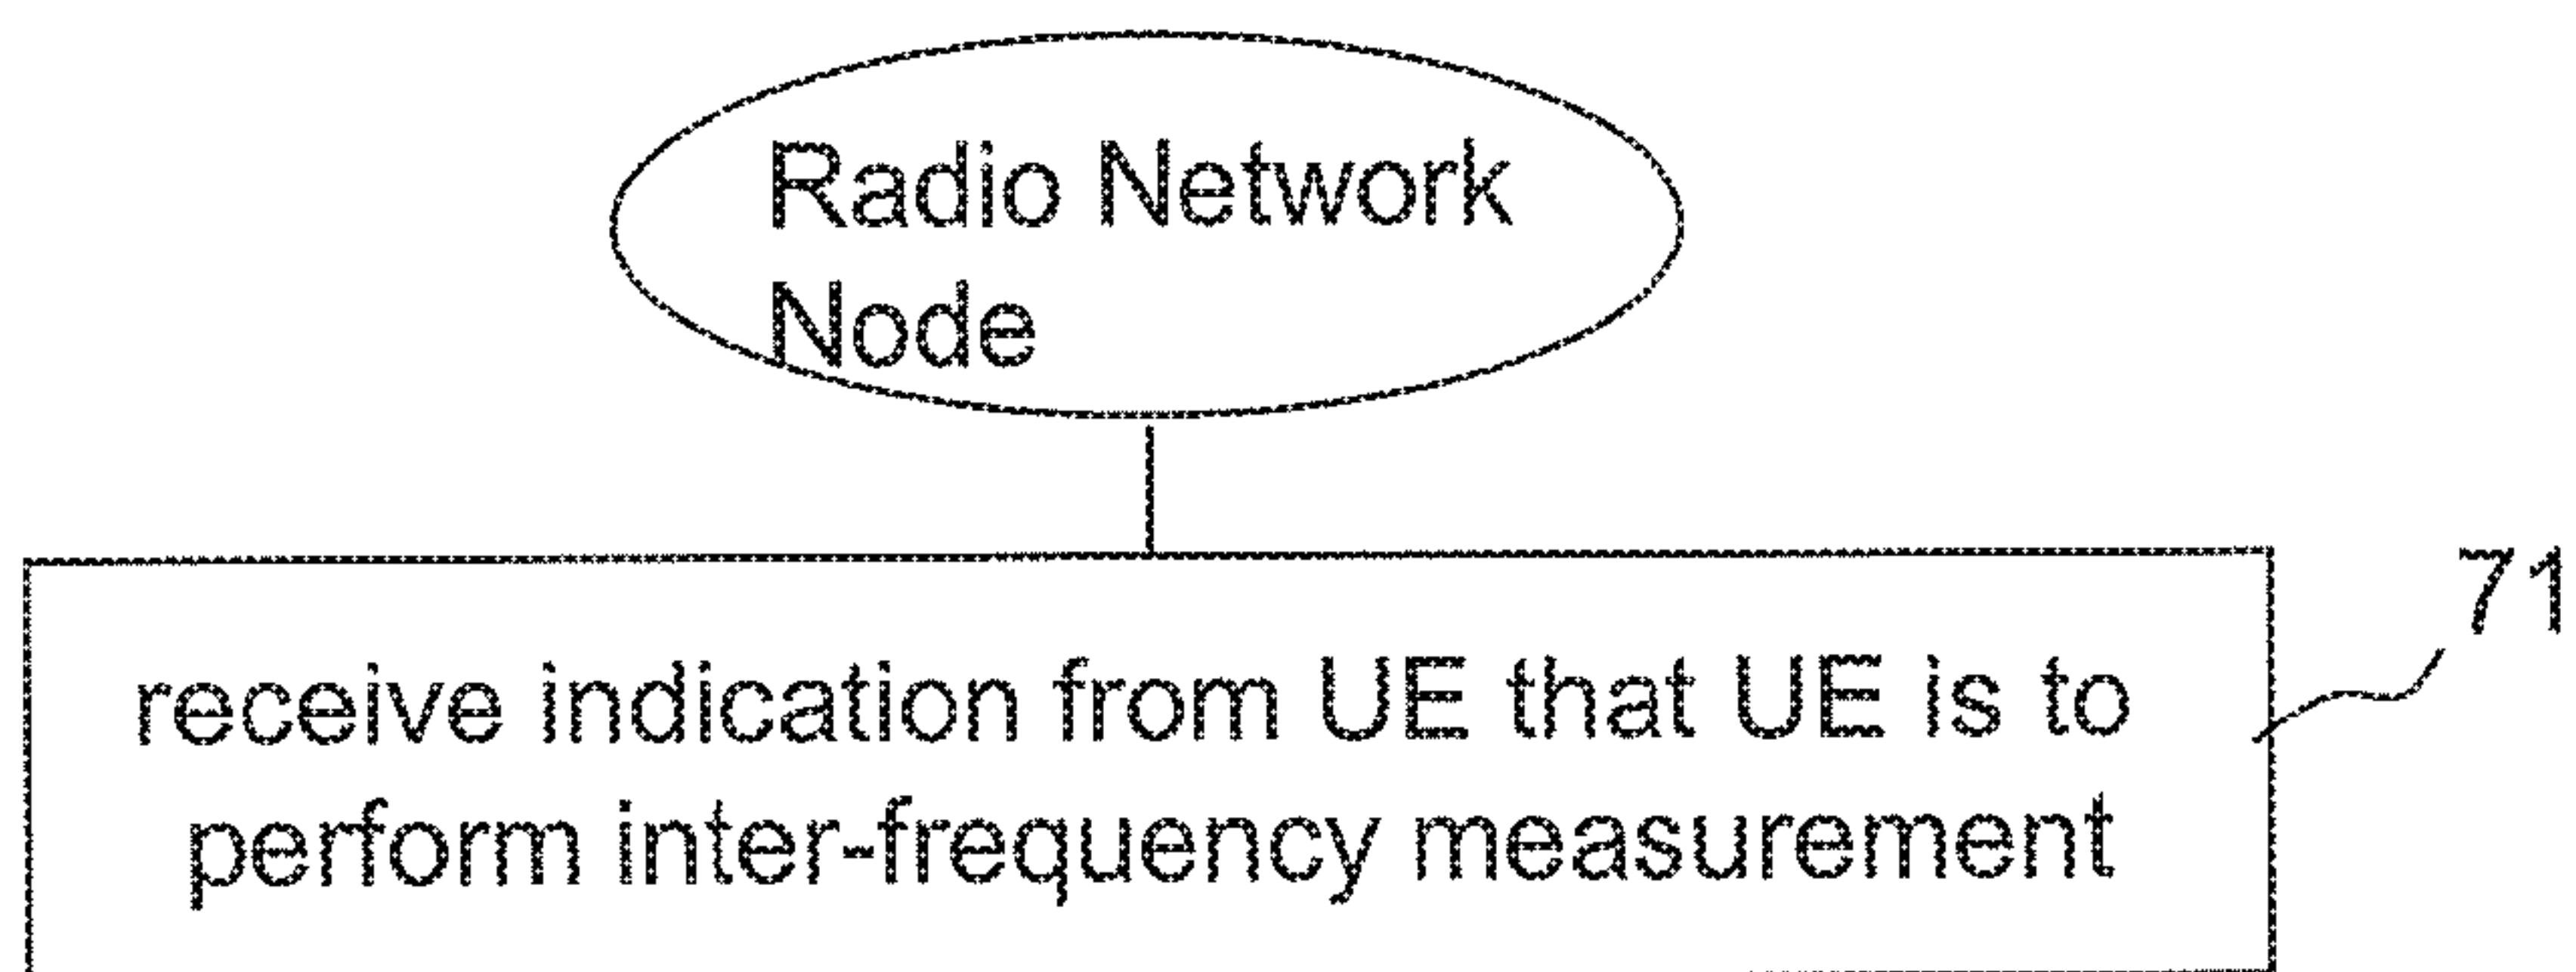 Radio Network
Node
71
receive indication from UE that UE is to
perform inter-frequency measurement